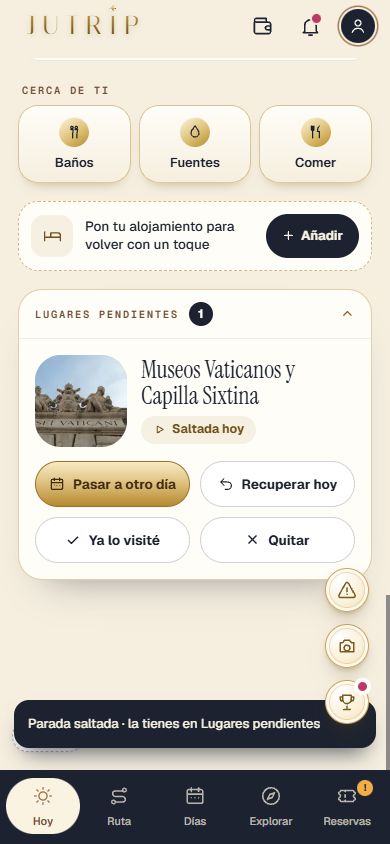 JUTRIP
CERCA DE TI
Baños
Fuentes
Comer
Pon tu alojamiento para
volver con un toque
+ Añadir
LUGARES PENDIENTES 1
Museos Vaticanos y
Capilla Sixtina
Saltada hoy
Pasar a otro día
Recuperar hoy
Ya lo visité
Quitar
Parada saltada · la tienes en Lugares pendientes
Hoy
Ruta
Días
Explorar
Reservas
!